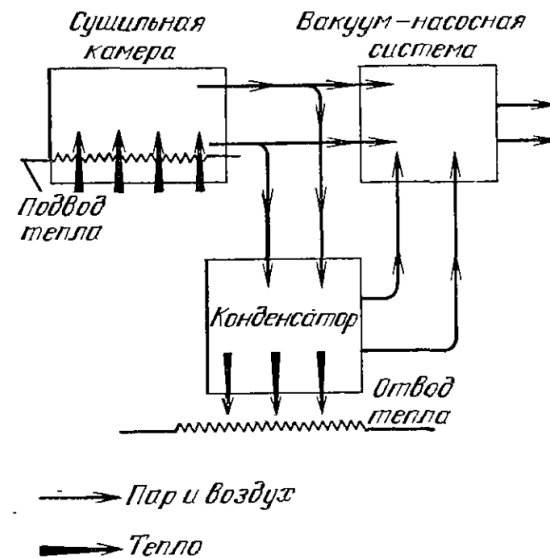 Сушильная
камера
Вакуум-насосная
система
Подвод
тепла
Конденсатор
Отвод
тепла
Пар и воздух
Тепло